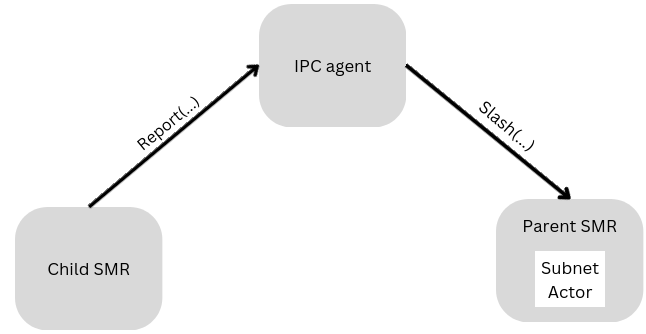 IPC agent
Report(...)
Slash(...)
Child SMR
Parent SMR
Subnet
Actor